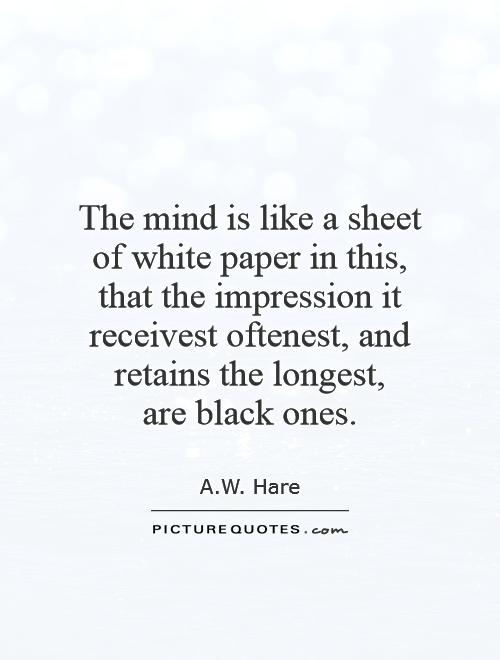 The mind is like a sheet
of white paper in this,
that the impression it
receivest oftenest, and
retains the longest,
are black ones.
A.W. Hare
PICTUREQUOTES.com